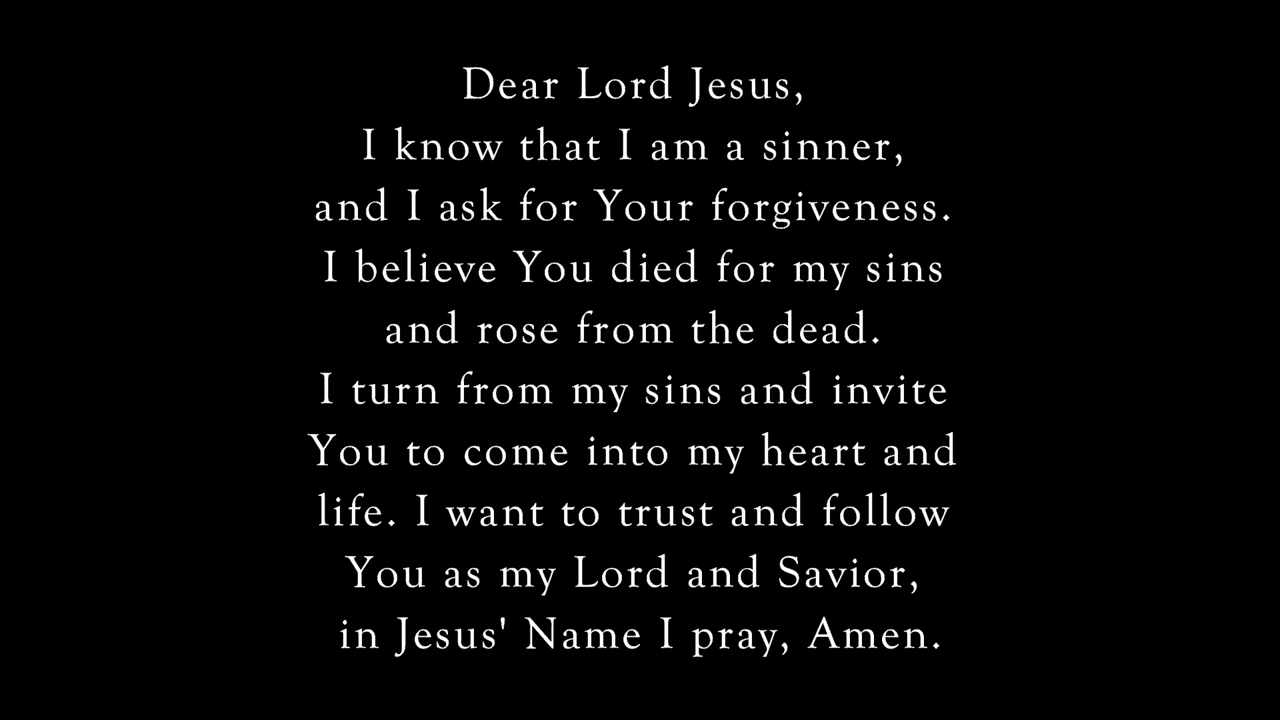 Dear Lord Jesus,
I know that I am a sinner,
and I ask for Your forgiveness.
I believe You died for my sins
and rose from the dead.
I turn from my sins and invite
You to come into my heart and
life. I want to trust and follow
You as my Lord and Savior,
in Jesus' Name I pray, Amen.